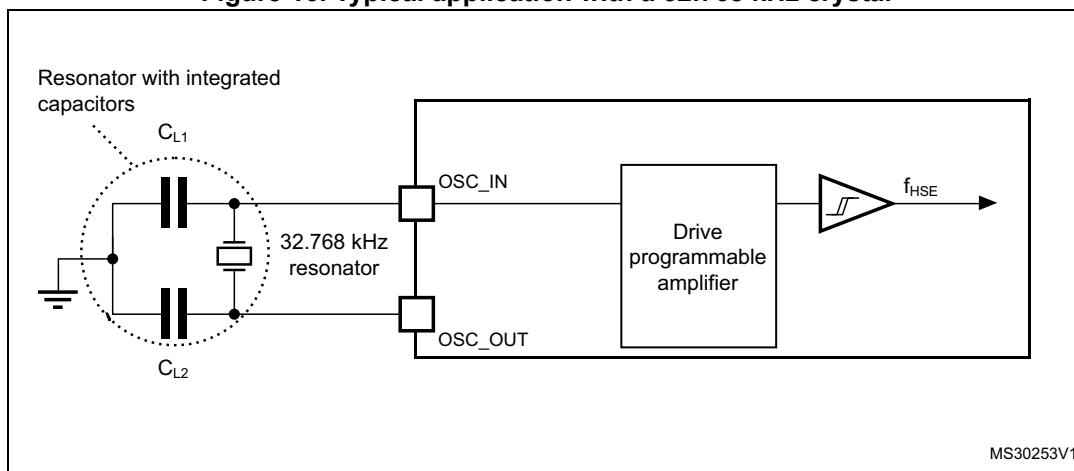 Resonator with integrated
capacitors
CL1
OSC_IN
fHSE
32.768 kHz
resonator
Drive
programmable
amplifier
OSC_OUT
CL2
MS30253V1